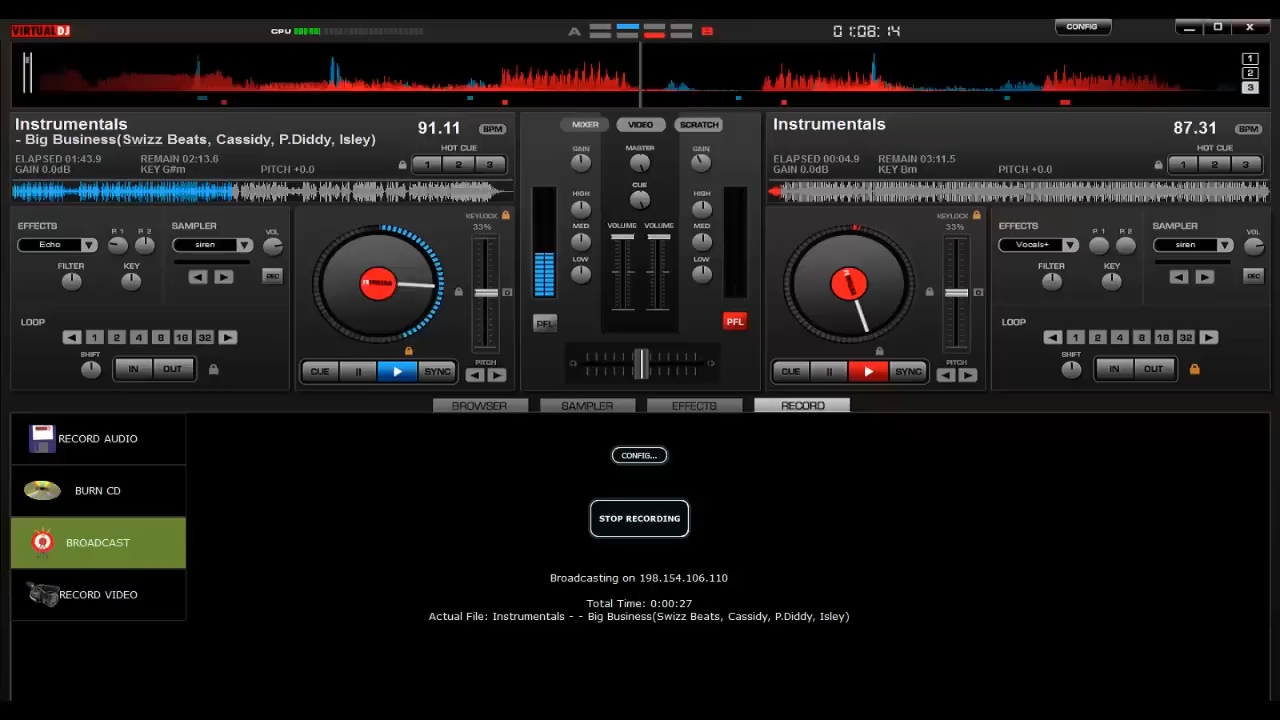 VIRTUAL DJ
CPU
A
B
01:08:14
CONFIG
X
1
2
3
Instrumentals
- Big Business(Swizz Beats, Cassidy, P.Diddy, Isley)
91.11 BPM
HOT CUE
ELAPSED 01:43.9 REMAIN 02:13.6
GAIN 0.0dB KEY G#m PITCH +0.0
1 2 3
MIXER VIDEO SCRATCH
GAIN MASTER GAIN
CUE
HIGH HIGH
MED VOLUME VOLUME MED
LOW LOW
PFL PFL
Instrumentals
87.31 BPM
HOT CUE
ELAPSED 00:04.9 REMAIN 03:11.5
GAIN 0.0dB KEY Bm PITCH +0.0
1 2 3
EFFECTS SAMPLER
P. 1 P. 2 VOL
Echo siren
FILTER KEY REC
LOOP
1 2 4 8 16 32
SHIFT IN OUT
KEYLOCK
33%
CUE SYNC
PITCH
KEYLOCK
33%
CUE SYNC
PITCH
EFFECTS SAMPLER
P. 1 P. 2 VOL
Vocals+ siren
FILTER KEY REC
LOOP
1 2 4 8 16 32
SHIFT IN OUT
BROWSER SAMPLER EFFECTS RECORD
RECORD AUDIO
BURN CD
BROADCAST
RECORD VIDEO
CONFIG...
STOP RECORDING
Broadcasting on 198.154.106.110
Total Time: 0:00:27
Actual File: Instrumentals - - Big Business(Swizz Beats, Cassidy, P.Diddy, Isley)